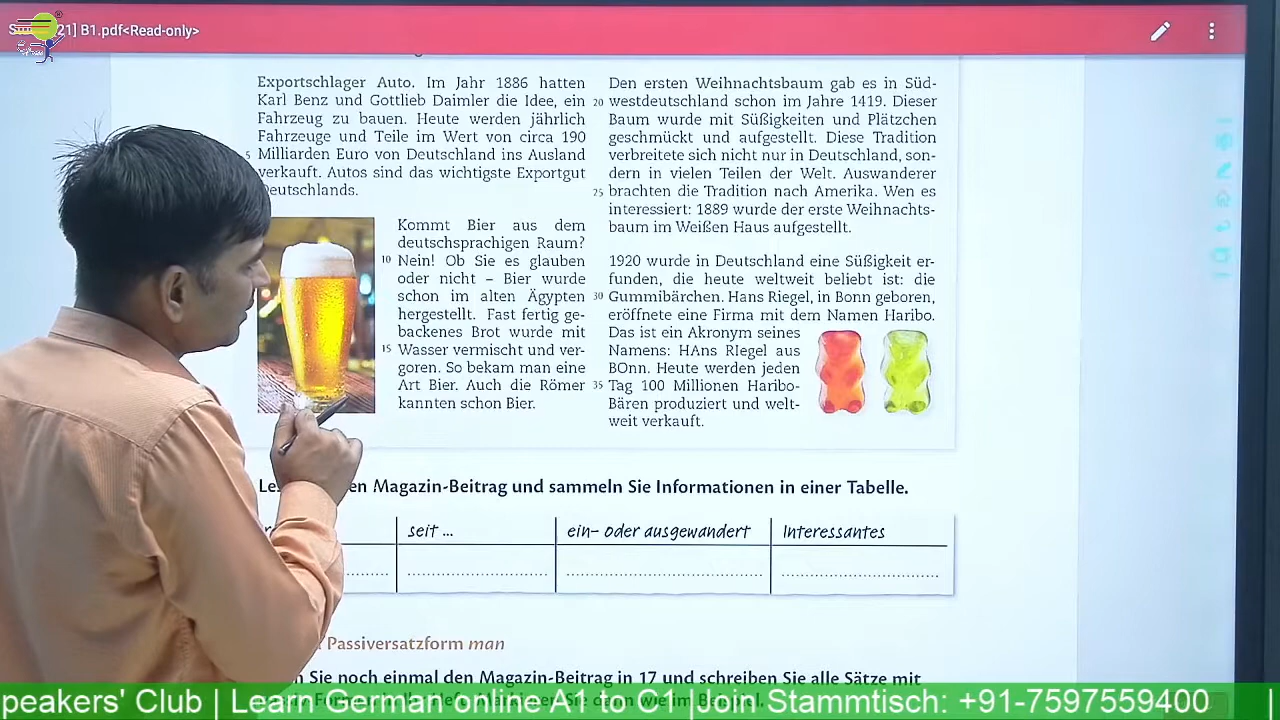 21] B1.pdf<Read-only>
Exportschlager Auto. Im Jahr 1886 hatten
Karl Benz und Gottlieb Daimler die Idee, ein
Fahrzeug zu bauen. Heute werden jährlich
Fahrzeuge und Teile im Wert von circa 190
5 Milliarden Euro von Deutschland ins Ausland
verkauft. Autos sind das wichtigste Exportgut
Deutschlands.
Kommt Bier aus dem
deutschsprachigen Raum?
10 Nein! Ob Sie es glauben
oder nicht – Bier wurde
schon im alten Ägypten
hergestellt. Fast fertig ge-
backenes Brot wurde mit
15 Wasser vermischt und ver-
goren. So bekam man eine
Art Bier. Auch die Römer
kannten schon Bier.
Den ersten Weihnachtsbaum gab es in Süd-
20 westdeutschland schon im Jahre 1419. Dieser
Baum wurde mit Süßigkeiten und Plätzchen
geschmückt und aufgestellt. Diese Tradition
verbreitete sich nicht nur in Deutschland, son-
dern in vielen Teilen der Welt. Auswanderer
25 brachten die Tradition nach Amerika. Wen es
interessiert: 1889 wurde der erste Weihnachts-
baum im Weißen Haus aufgestellt.
1920 wurde in Deutschland eine Süßigkeit er-
funden, die heute weltweit beliebt ist: die
30 Gummibärchen. Hans Riegel, in Bonn geboren,
eröffnete eine Firma mit dem Namen Haribo.
Das ist ein Akronym seines
Namens: HAns RIegel aus
BOnn. Heute werden jeden
35 Tag 100 Millionen Haribo-
Bären produziert und welt-
weit verkauft.
Magazin-Beitrag und sammeln Sie Informationen in einer Tabelle.
seit ... ein- oder ausgewandert Interessantes
Passiversatzform man
Sie noch einmal den Magazin-Beitrag in 17 und schreiben Sie alle Sätze mit
peakers' Club | Learn German online A1 to C1 |Join Stammtisch: +91-7597559400 |